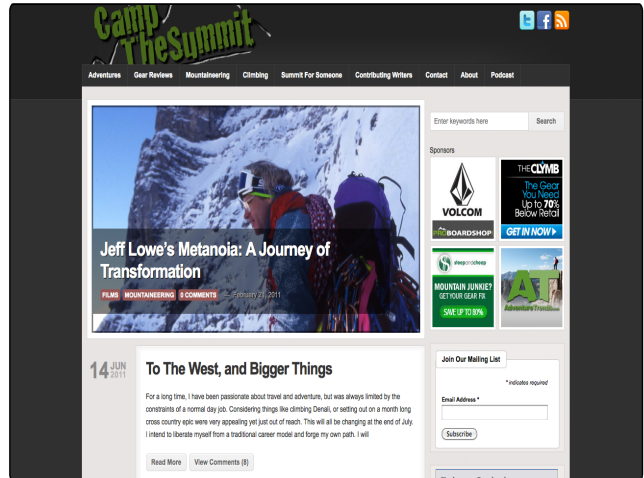 Camp
TheSummit
Adventures Gear Reviews Mountaineering Climbing Summit For Someone Contributing Writers Contact About Podcast
Jeff Lowe's Metanoia: A Journey of
Transformation
FILMS MOUNTAINEERING 0 COMMENTS — February 21, 2011
Enter keywords here Search
Sponsors
VOLCOM
PROBOARDSHOP
THE CLYMB
The Gear
You Need
Up to 70%
Below Retail
GET IN NOW
steepandcheap
MOUNTAIN JUNKIE?
GET YOUR GEAR FIX
SAVE UP TO 80%
AT
Join Our Mailing List
* indicates required
Email Address *
Subscribe
14 JUN
2011
To The West, and Bigger Things
For a long time, I have been passionate about travel and adventure, but was always limited by the
constraints of a normal day job. Considering things like climbing Denali, or setting out on a month long
cross country epic were very appealing yet just out of reach. This will all be changing at the end of July.
I intend to liberate myself from a traditional career model and forge my own path. I will
Read More View Comments (8)